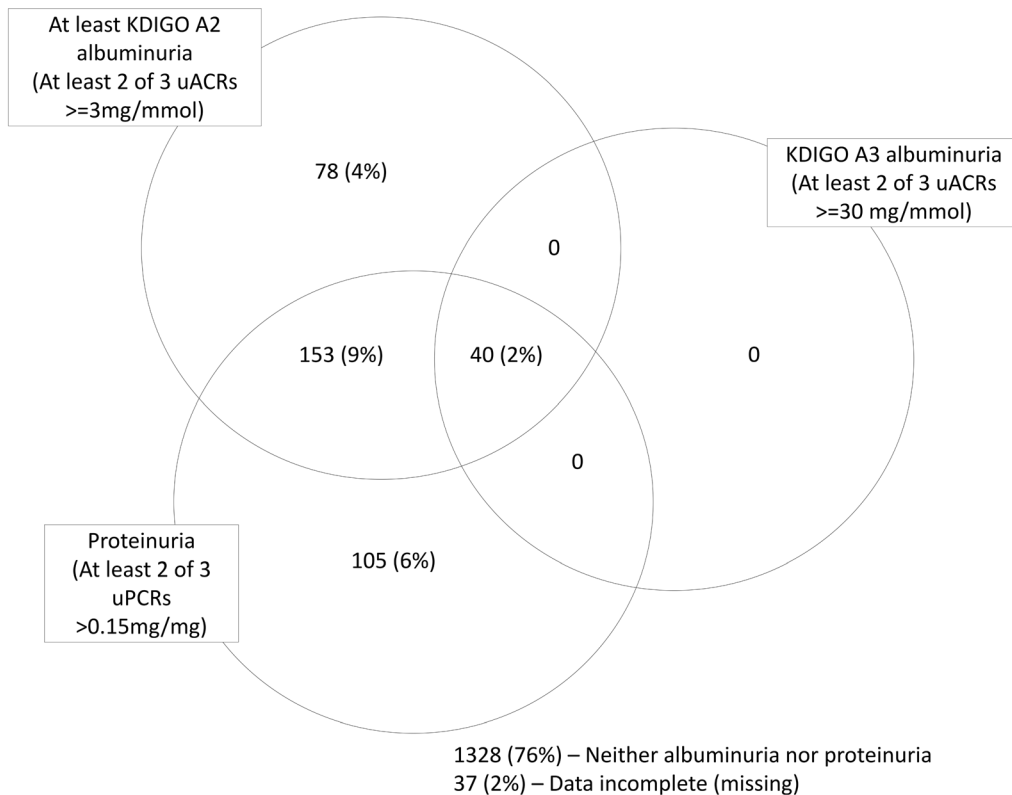 At least KDIGO A2
albuminuria
(At least 2 of 3 uACRs
>=3mg/mmol)
KDIGO A3 albuminuria
(At least 2 of 3 uACRs
>=30 mg/mmol)
78 (4%)
0
153 (9%)
40 (2%)
0
0
Proteinuria
(At least 2 of 3
uPCRs
>0.15mg/mg)
105 (6%)
1328 (76%) – Neither albuminuria nor proteinuria
37 (2%) – Data incomplete (missing)